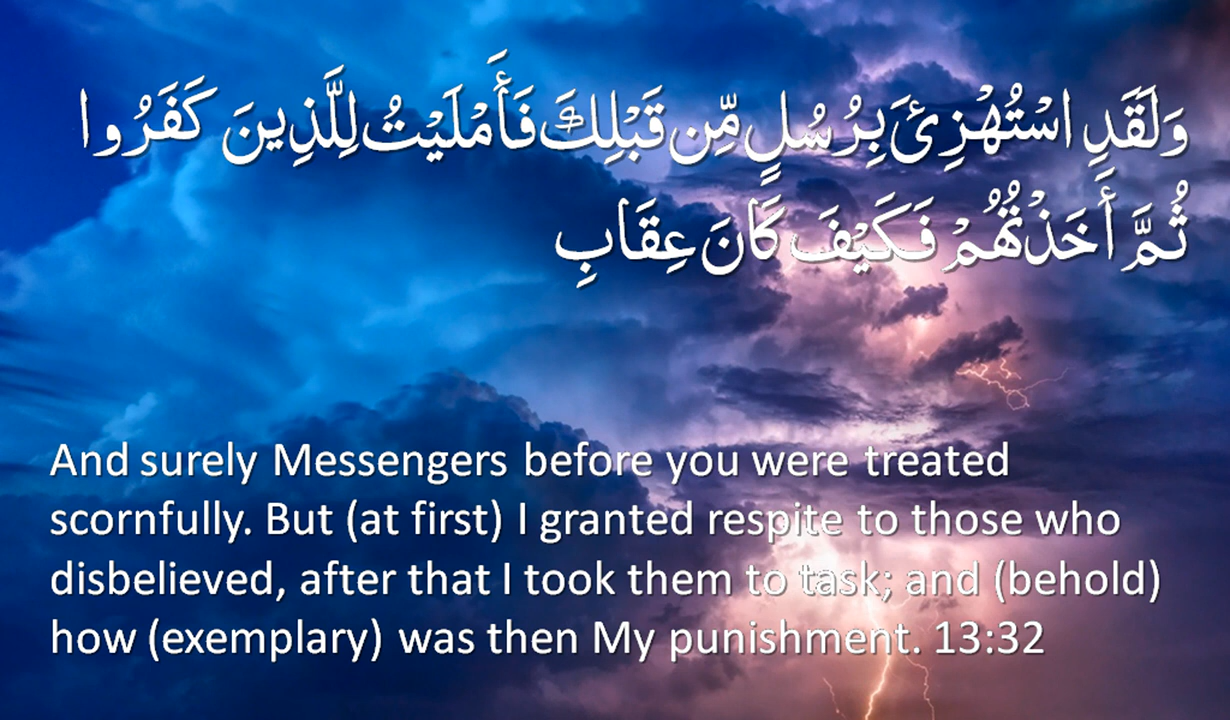 وَلَقَدِ اسْتُهْزِئَ بِرُسُلٍ مِّن قَبْلِكَ فَأَمْلَيْتُ لِلَّذِينَ كَفَرُوا
ثُمَّ أَخَذْتُهُمْ فَكَيْفَ كَانَ عِقَابِ
And surely Messengers before you were treated
scornfully. But (at first) I granted respite to those who
disbelieved, after that I took them to task; and (behold)
how (exemplary) was then My punishment. 13:32